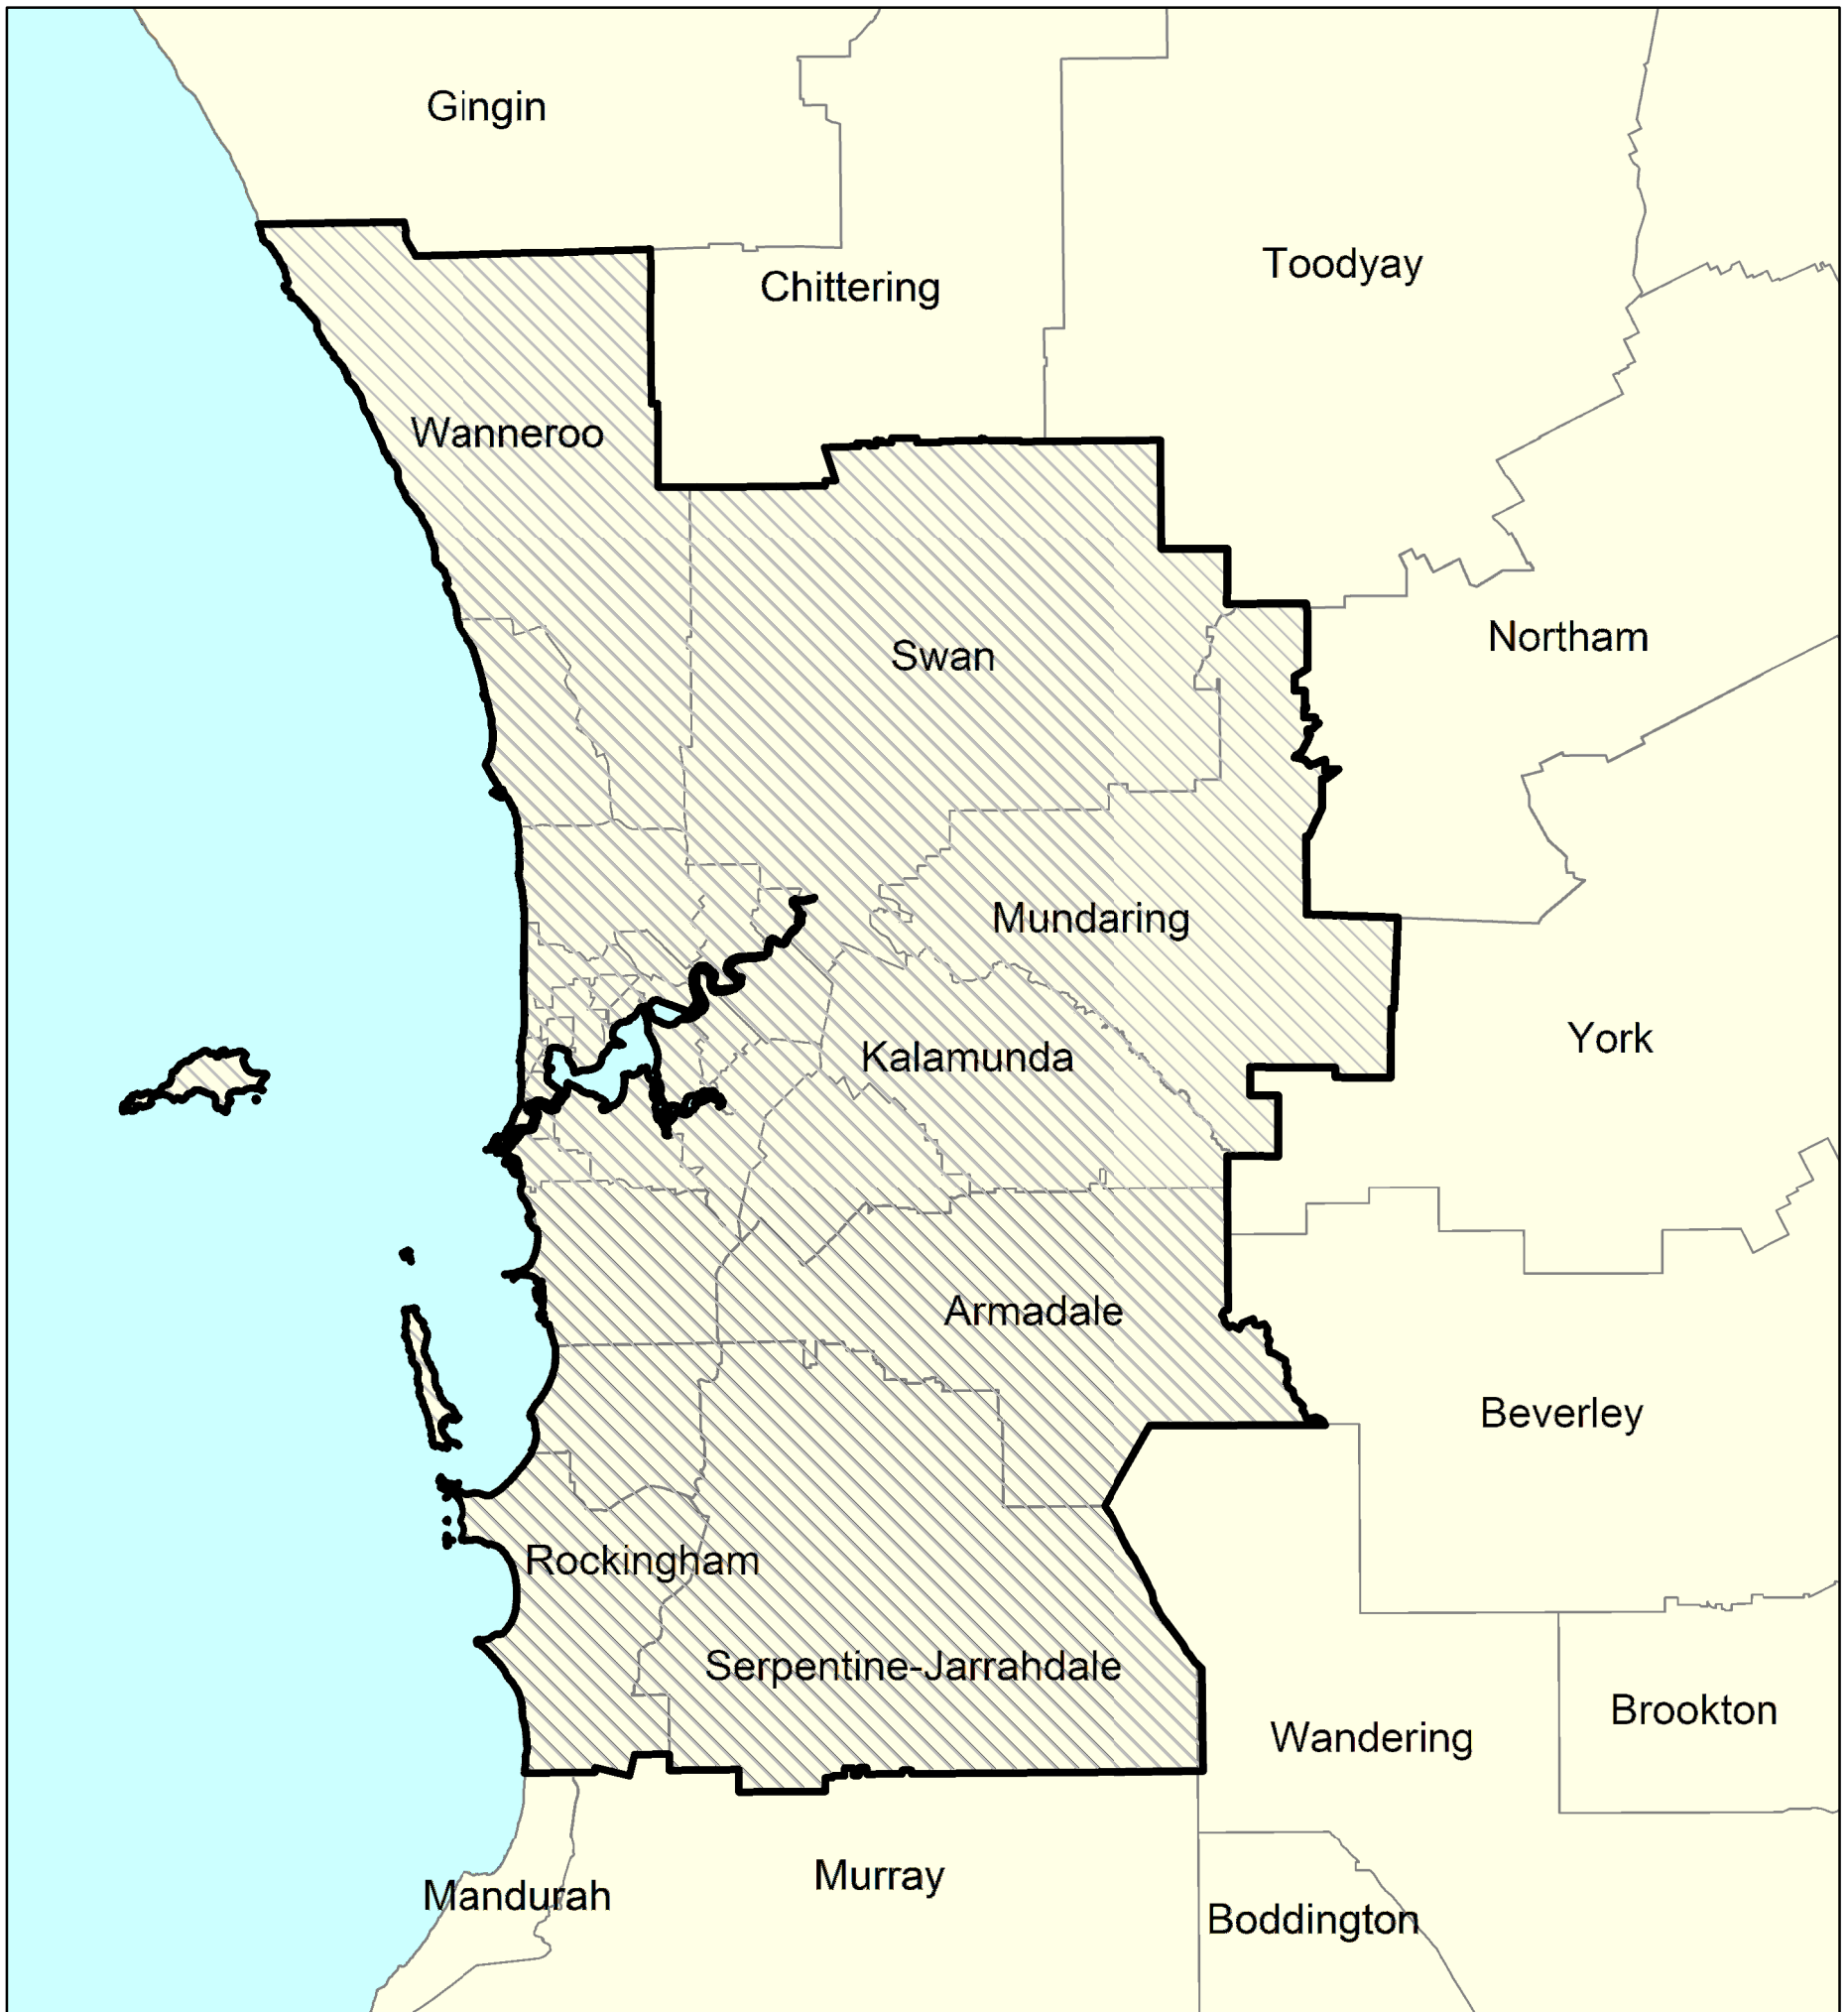 Gingin
Toodyay
Chittering
Wanneroo
Northam
Swan
Mundaring
York
Kalamunda
Armadale
Beverley
Rockingham
Serpentine-Jarrahdale
Brookton
Wandering
Murray
Mandurah
Boddington